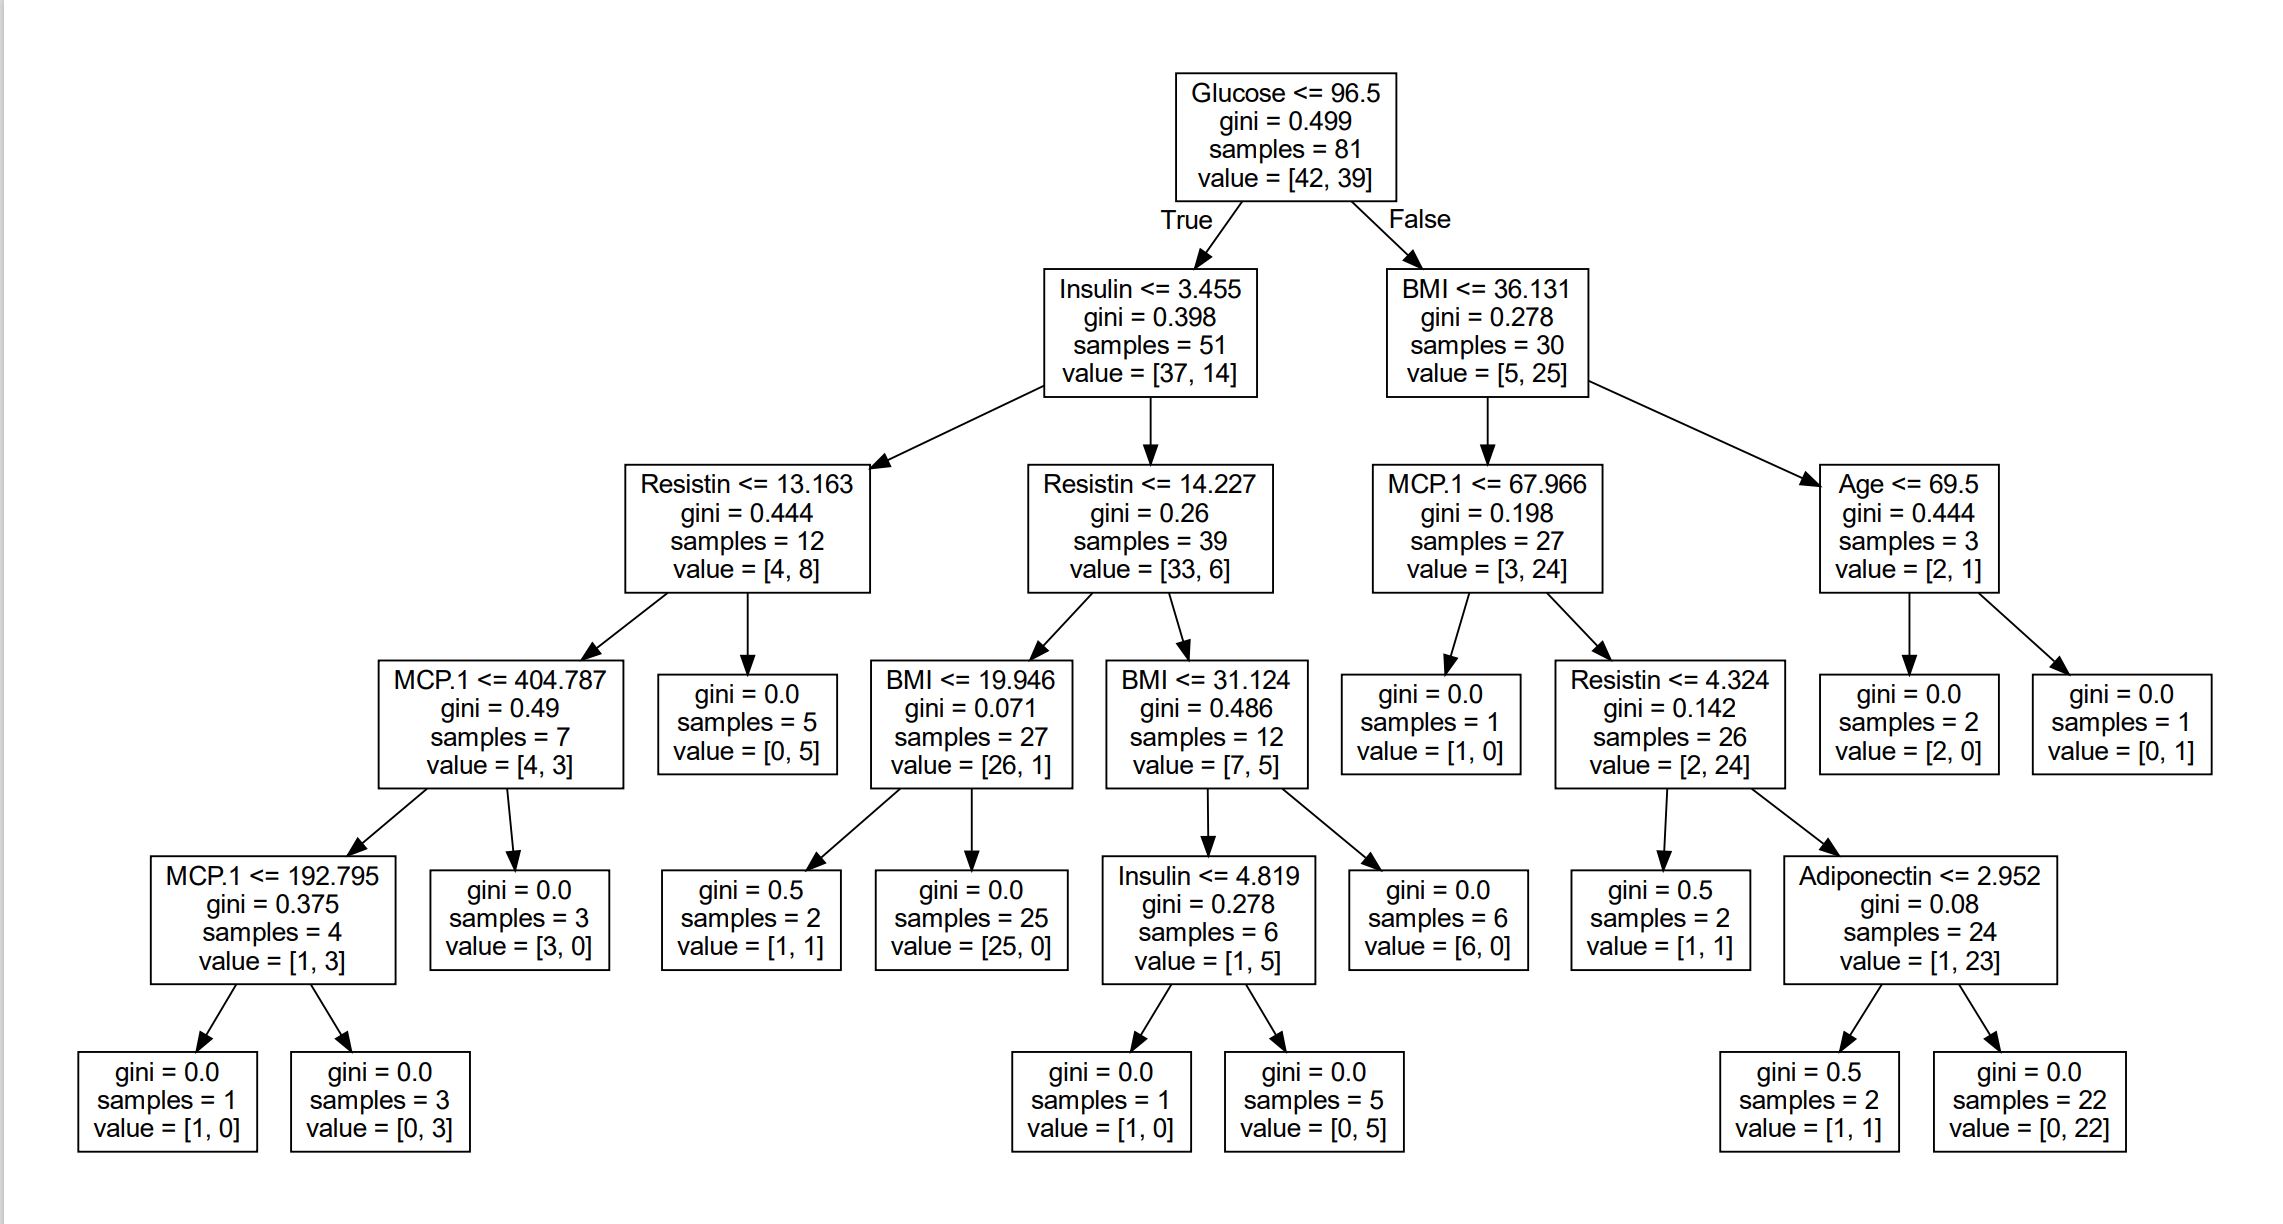 Glucose <= 96.5
gini = 0.499
samples = 81
value = [42, 39]
True
False
Insulin <= 3.455
gini = 0.398
samples = 51
value = [37, 14]
BMI <= 36.131
gini = 0.278
samples = 30
value = [5, 25]
Resistin <= 13.163
gini = 0.444
samples = 12
value = [4, 8]
Resistin <= 14.227
gini = 0.26
samples = 39
value = [33, 6]
MCP.1 <= 67.966
gini = 0.198
samples = 27
value = [3, 24]
Age <= 69.5
gini = 0.444
samples = 3
value = [2, 1]
MCP.1 <= 404.787
gini = 0.49
samples = 7
value = [4, 3]
gini = 0.0
samples = 5
value = [0, 5]
BMI <= 19.946
gini = 0.071
samples = 27
value = [26, 1]
BMI <= 31.124
gini = 0.486
samples = 12
value = [7, 5]
gini = 0.0
samples = 1
value = [1, 0]
Resistin <= 4.324
gini = 0.142
samples = 26
value = [2, 24]
gini = 0.0
samples = 2
value = [2, 0]
gini = 0.0
samples = 1
value = [0, 1]
MCP.1 <= 192.795
gini = 0.375
samples = 4
value = [1, 3]
gini = 0.0
samples = 3
value = [3, 0]
gini = 0.5
samples = 2
value = [1, 1]
gini = 0.0
samples = 25
value = [25, 0]
Insulin <= 4.819
gini = 0.278
samples = 6
value = [1, 5]
gini = 0.0
samples = 6
value = [6, 0]
gini = 0.5
samples = 2
value = [1, 1]
Adiponectin <= 2.952
gini = 0.08
samples = 24
value = [1, 23]
gini = 0.0
samples = 1
value = [1, 0]
gini = 0.0
samples = 3
value = [0, 3]
gini = 0.0
samples = 1
value = [1, 0]
gini = 0.0
samples = 5
value = [0, 5]
gini = 0.5
samples = 2
value = [1, 1]
gini = 0.0
samples = 22
value = [0, 22]